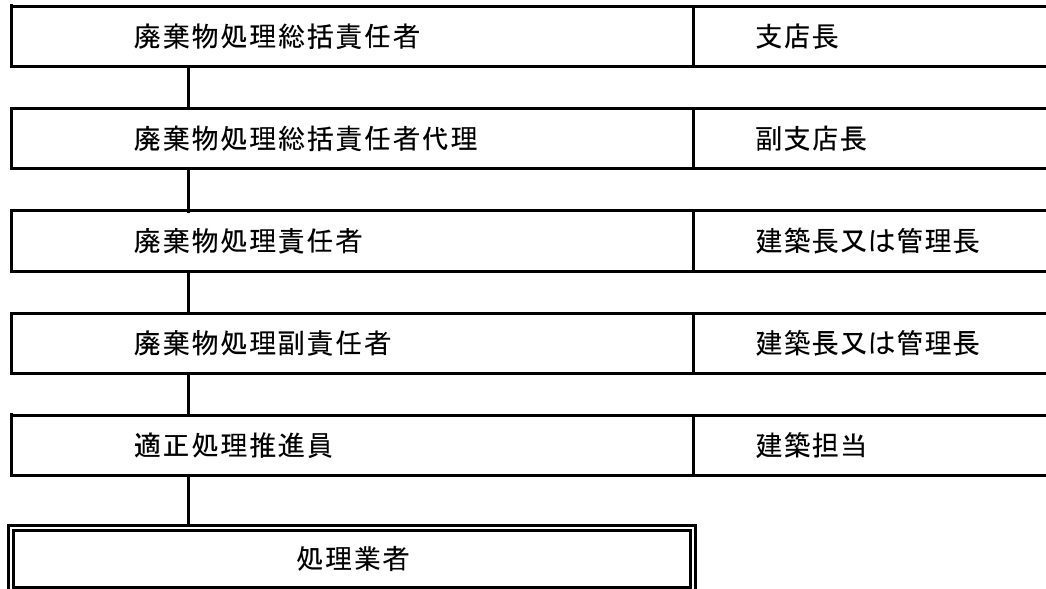 廃棄物処理総括責任者 支店長
廃棄物処理総括責任者代理 副支店長
廃棄物処理責任者 建築長又は管理長
廃棄物処理副責任者 建築長又は管理長
適正処理推進員 建築担当
処理業者